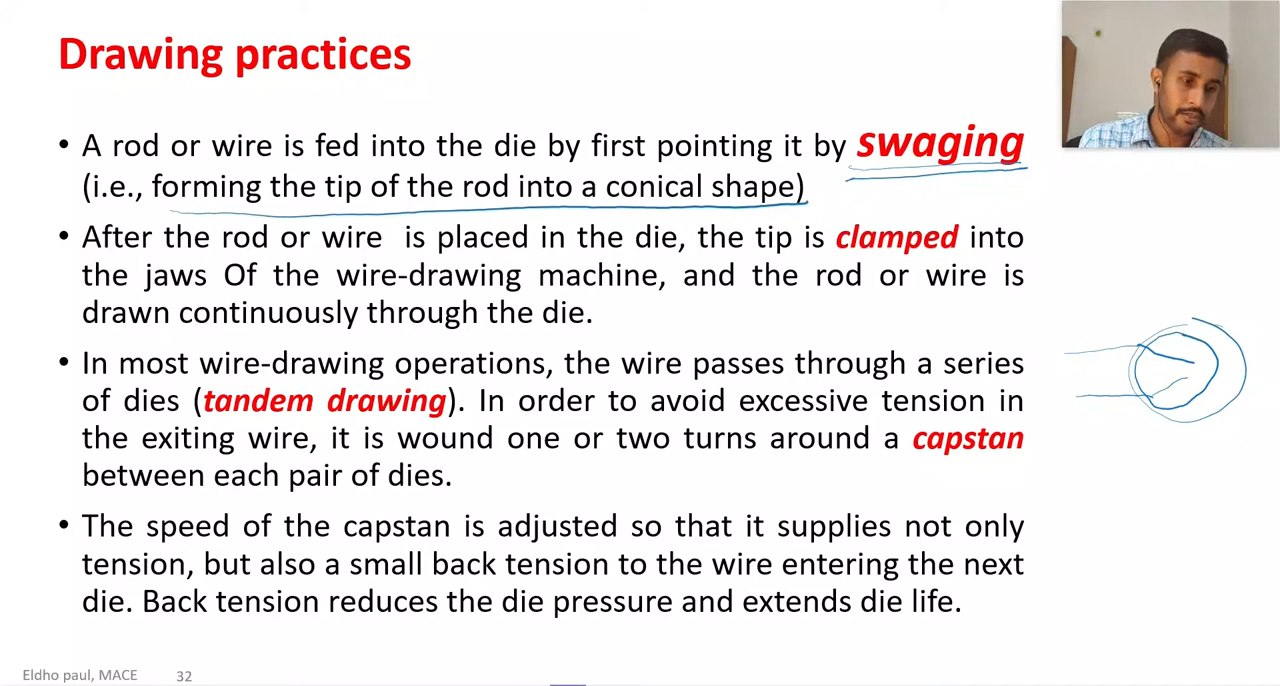 Drawing practices
• A rod or wire is fed into the die by first pointing it by swaging
(i.e., forming the tip of the rod into a conical shape)
• After the rod or wire is placed in the die, the tip is clamped into
the jaws Of the wire-drawing machine, and the rod or wire is
drawn continuously through the die.
• In most wire-drawing operations, the wire passes through a series
of dies (tandem drawing). In order to avoid excessive tension in
the exiting wire, it is wound one or two turns around a capstan
between each pair of dies.
• The speed of the capstan is adjusted so that it supplies not only
tension, but also a small back tension to the wire entering the next
die. Back tension reduces the die pressure and extends die life.
Eldho paul, MACE 32